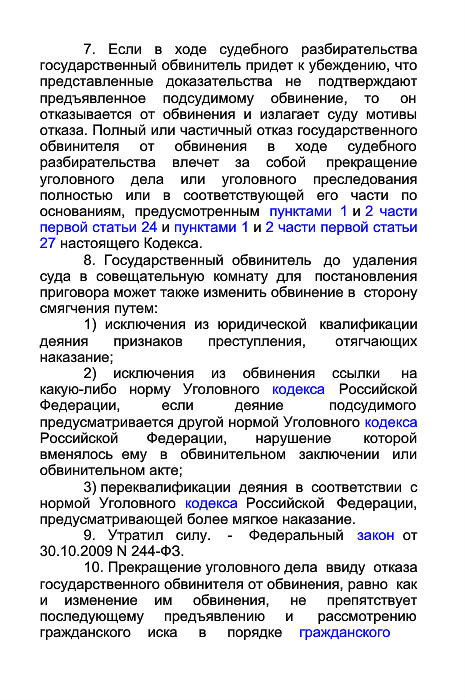 7. Если в ходе судебного разбирательства
государственный обвинитель придет к убеждению, что
представленные доказательства не подтверждают
предъявленное подсудимому обвинение, то он
отказывается от обвинения и излагает суду мотивы
отказа. Полный или частичный отказ государственного
обвинителя от обвинения в ходе судебного
разбирательства влечет за собой прекращение
уголовного дела или уголовного преследования
полностью или в соответствующей его части по
основаниям, предусмотренным пунктами 1 и 2 части
первой статьи 24 и пунктами 1 и 2 части первой статьи
27 настоящего Кодекса.
8. Государственный обвинитель до удаления
суда в совещательную комнату для постановления
приговора может также изменить обвинение в сторону
смягчения путем:
1) исключения из юридической квалификации
деяния признаков преступления, отягчающих
наказание;
2) исключения из обвинения ссылки на
какую-либо норму Уголовного кодекса Российской
Федерации, если деяние подсудимого
предусматривается другой нормой Уголовного кодекса
Российской Федерации, нарушение которой
вменялось ему в обвинительном заключении или
обвинительном акте;
3) переквалификации деяния в соответствии с
нормой Уголовного кодекса Российской Федерации,
предусматривающей более мягкое наказание.
9. Утратил силу. - Федеральный закон от
30.10.2009 N 244-ФЗ.
10. Прекращение уголовного дела ввиду отказа
государственного обвинителя от обвинения, равно как
и изменение им обвинения, не препятствует
последующему предъявлению и рассмотрению
гражданского иска в порядке гражданского